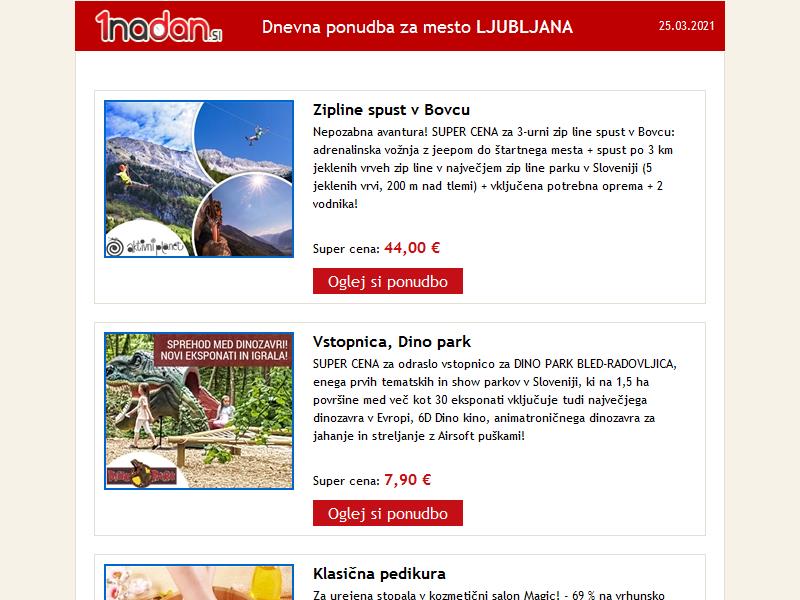 1nadan.si
Dnevna ponudba za mesto LJUBLJANA
25.03.2021
Zipline spust v Bovcu
Nepozabna avantura! SUPER CENA za 3-urni zip line spust v Bovcu:
adrenalinska vožnja z jeepom do štartnega mesta + spust po 3 km
jeklenih vrveh zip line v največjem zip line parku v Sloveniji (5
jeklenih vrvi, 200 m nad tlemi) + vključena potrebna oprema + 2
vodnika!
aktivni planet
Super cena: 44,00 €
Oglej si ponudbo
SPREHOD MED DINOZAVRI!
NOVI EKSPONATI IN IGRALA!
DINO PARK
Vstopnica, Dino park
SUPER CENA za odraslo vstopnico za DINO PARK BLED-RADOVLJICA,
enega prvih tematskih in show parkov v Sloveniji, ki na 1,5 ha
površine med več kot 30 eksponati vključuje tudi največjega
dinozavra v Evropi, 6D Dino kino, animatroničnega dinozavra za
jahanje in streljanje z Airsoft puškami!
Super cena: 7,90 €
Oglej si ponudbo
Klasična pedikura
Za urejena stopala v kozmetični salon Magic! - 69 % na vrhunsko